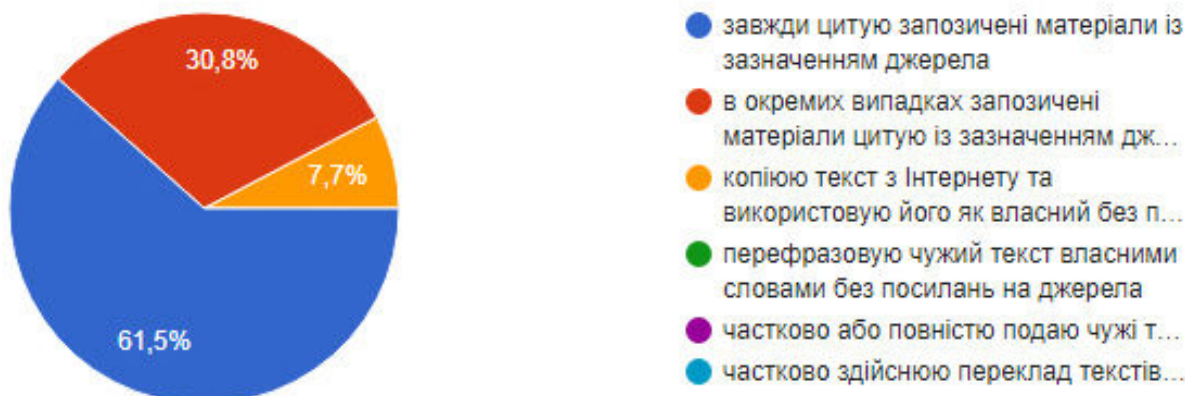 30,8%
7,7%
61,5%
завжди цитую запозичені матеріали із
зазначенням джерела
в окремих випадках запозичені
матеріали цитую із зазначенням дж...
копіюю текст з Інтернету та
використовую його як власний без п...
перефразовую чужий текст власними
словами без посилань на джерела
частково або повністю подаю чужі т...
частково здійснюю переклад текстів...